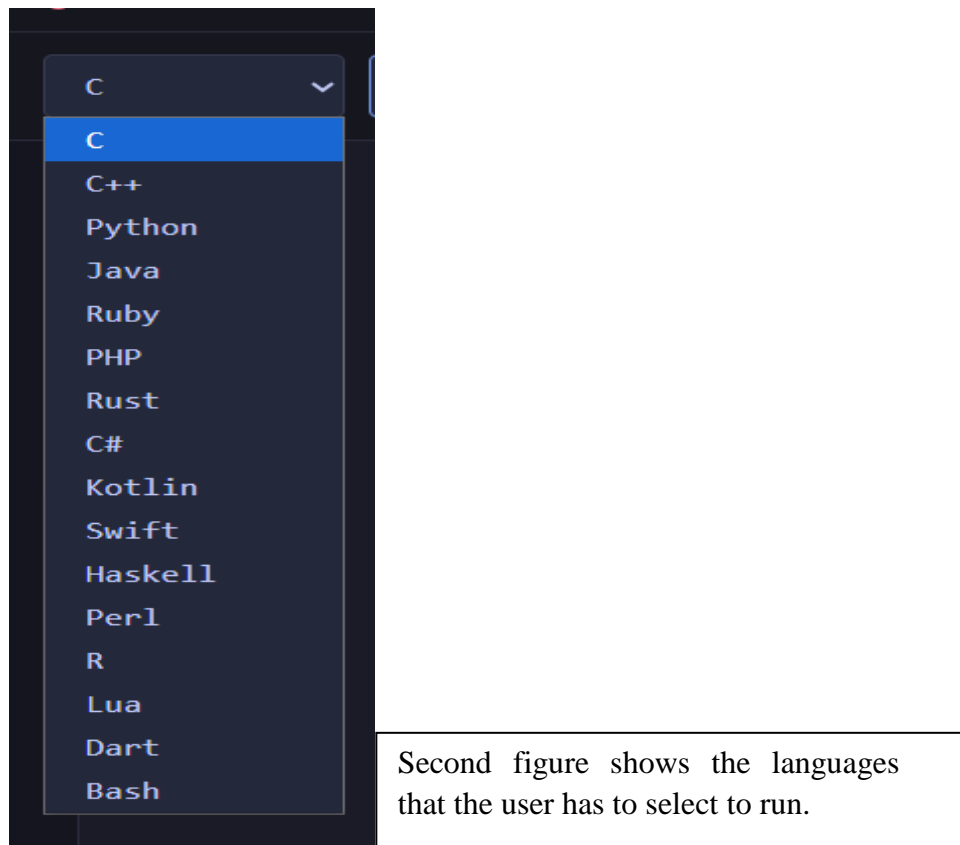 C
C
C++
Python
Java
Ruby
PHP
Rust
C#
Kotlin
Swift
Haskell
Perl
R
Lua
Dart
Bash
Second figure shows the languages
that the user has to select to run.